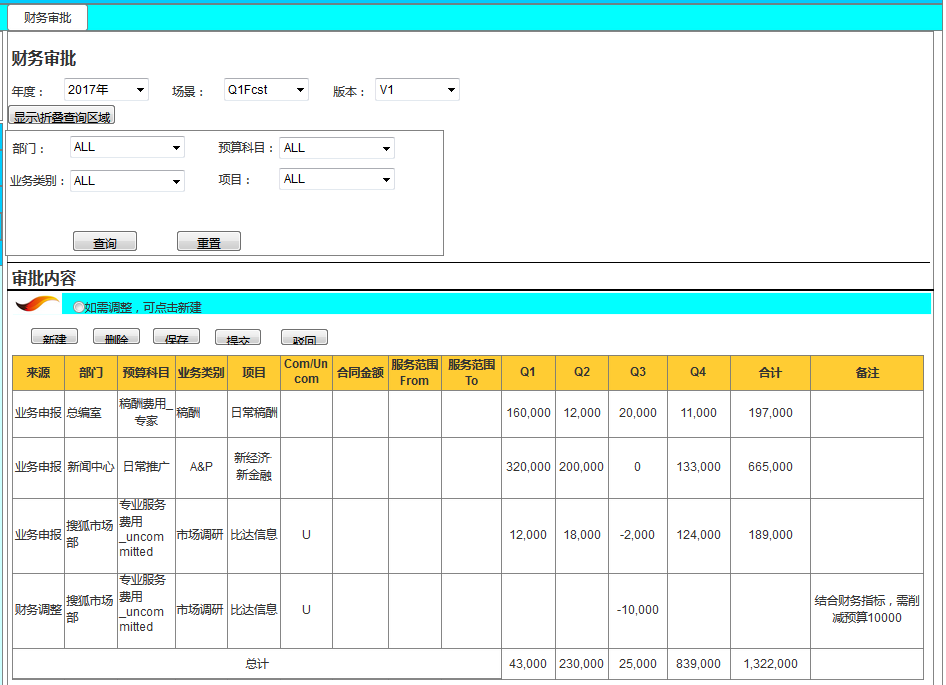 财务审批
财务审批
年度： 2017年 场景： Q1Fcst 版本： V1
显示\折叠查询区域
部门： ALL 预算科目： ALL
业务类别： ALL 项目： ALL
查询 重置
审批内容
如需调整，可点击新建
新建 删除 保存 提交 驳回
来源 部门 预算科目 业务类别 项目 Com/Un com 合同金额 服务范围 From 服务范围 To Q1 Q2 Q3 Q4 合计 备注
业务申报 总编室 稿酬费用_专家 稿酬 日常稿酬 160,000 12,000 20,000 11,000 197,000
业务申报 新闻中心 日常推广 A&P 新经济-新金融 320,000 200,000 0 133,000 665,000
业务申报 搜狐市场部 专业服务费用_uncommitted 市场调研 比达信息 U 12,000 18,000 -2,000 124,000 189,000
财务调整 搜狐市场部 专业服务费用_uncommitted 市场调研 比达信息 U -10,000 结合财务指标，需削减预算10000
总计 43,000 230,000 25,000 839,000 1,322,000